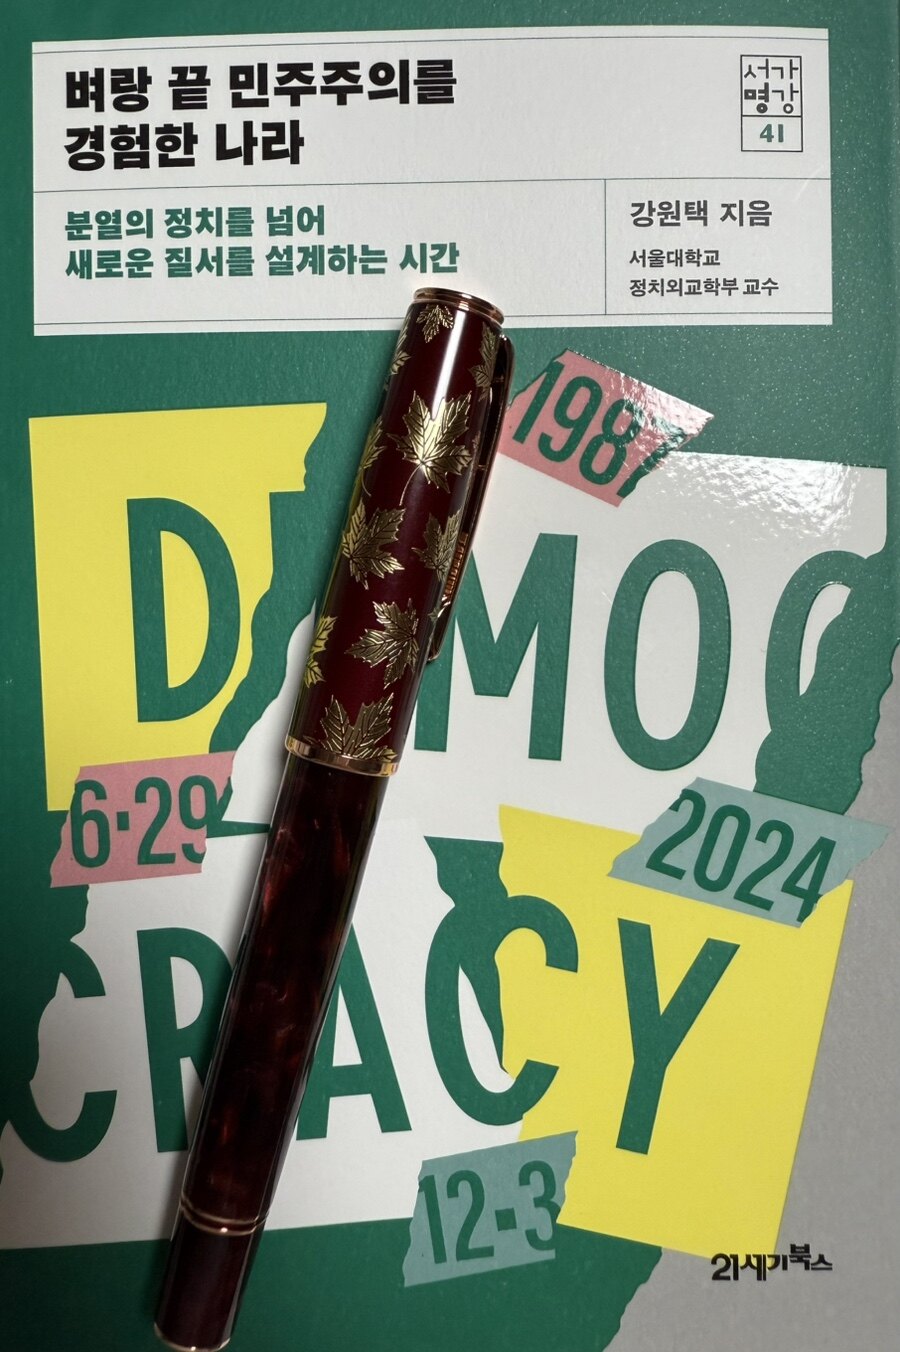 벼랑 끝 민주주의를
경험한 나라
서가
명강
41
분열의 정치를 넘어
새로운 질서를 설계하는 시간
강원택 지음
서울대학교
정치외교학부 교수
1987
D MOC
6·29
2024
CRACY
12·3
21세기북스